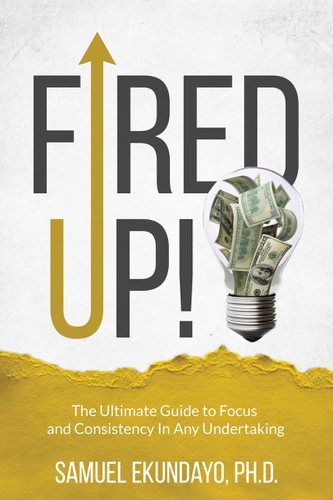 FIRED
UP!
The Ultimate Guide to Focus
and Consistency In Any Undertaking
SAMUEL EKUNDAYO, PH.D.